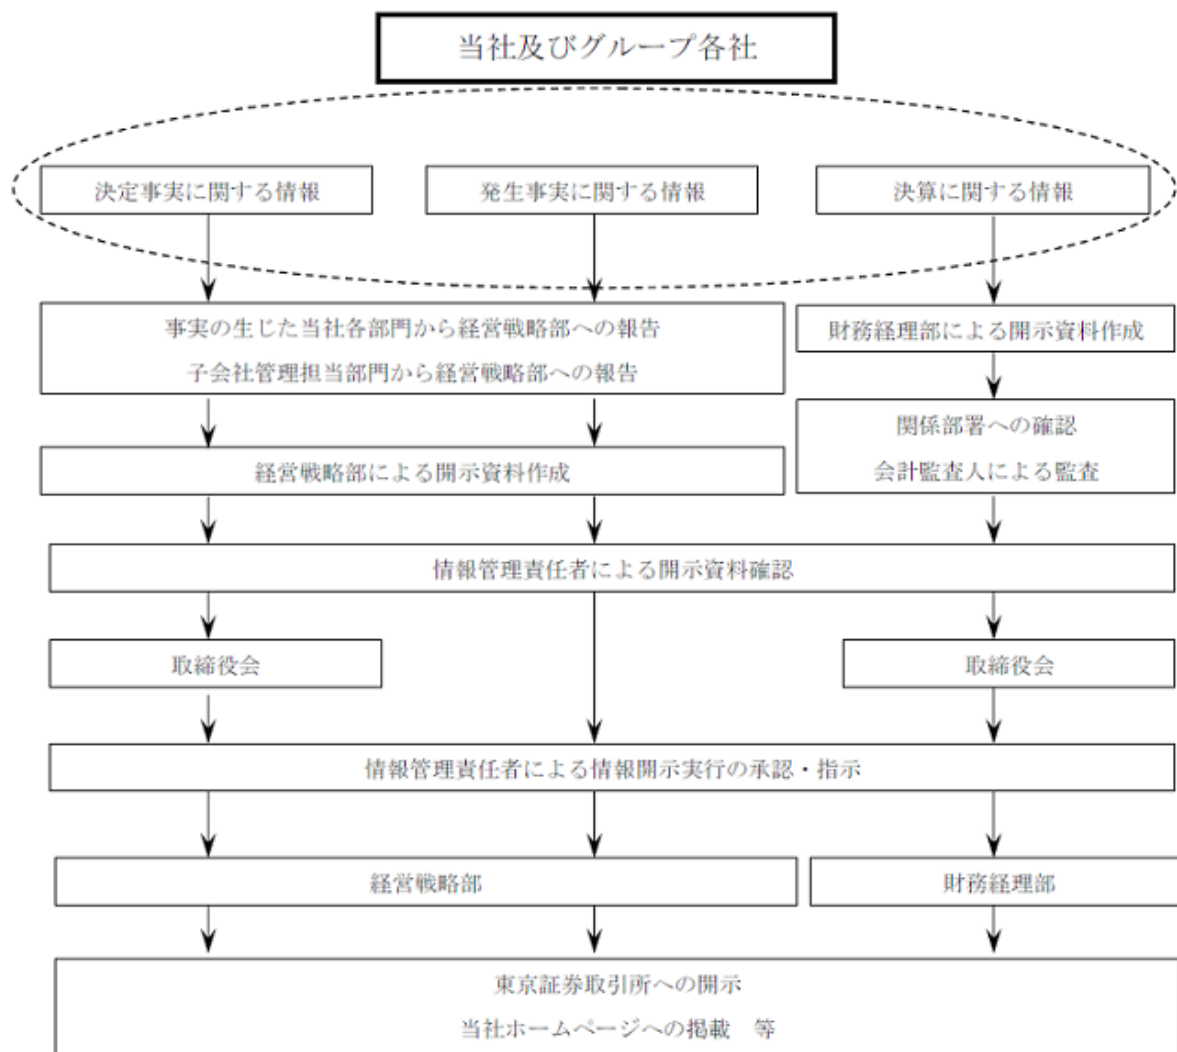 当社及びグループ各社
決定事実に関する情報
発生事実に関する情報
決算に関する情報
事実の生じた当社各部門から経営戦略部への報告
子会社管理担当部門から経営戦略部への報告
財務経理部による開示資料作成
関係部署への確認
会計監査人による監査
経営戦略部による開示資料作成
情報管理責任者による開示資料確認
取締役会
取締役会
情報管理責任者による情報開示実行の承認・指示
経営戦略部
財務経理部
東京証券取引所への開示
当社ホームページへの掲載　等